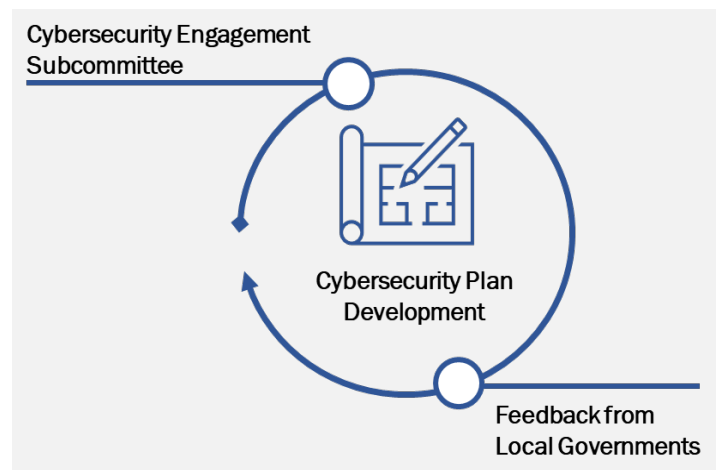 Cybersecurity Engagement
Subcommittee
Cybersecurity Plan
Development
Feedback from
Local Governments